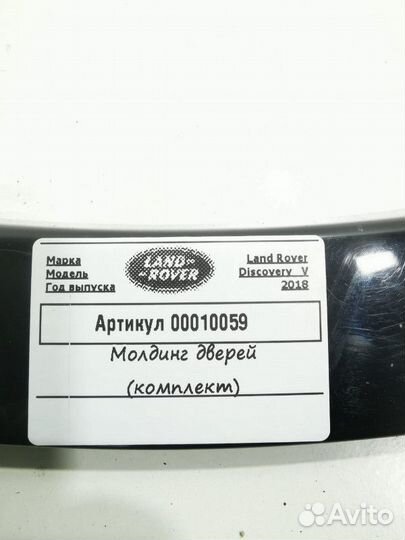 Марка Land Rover
Модель Discovery V
Год выпуска 2018
LAND-
-ROVER
Артикул 00010059
Молдинг дверей
(комплект)
Avito